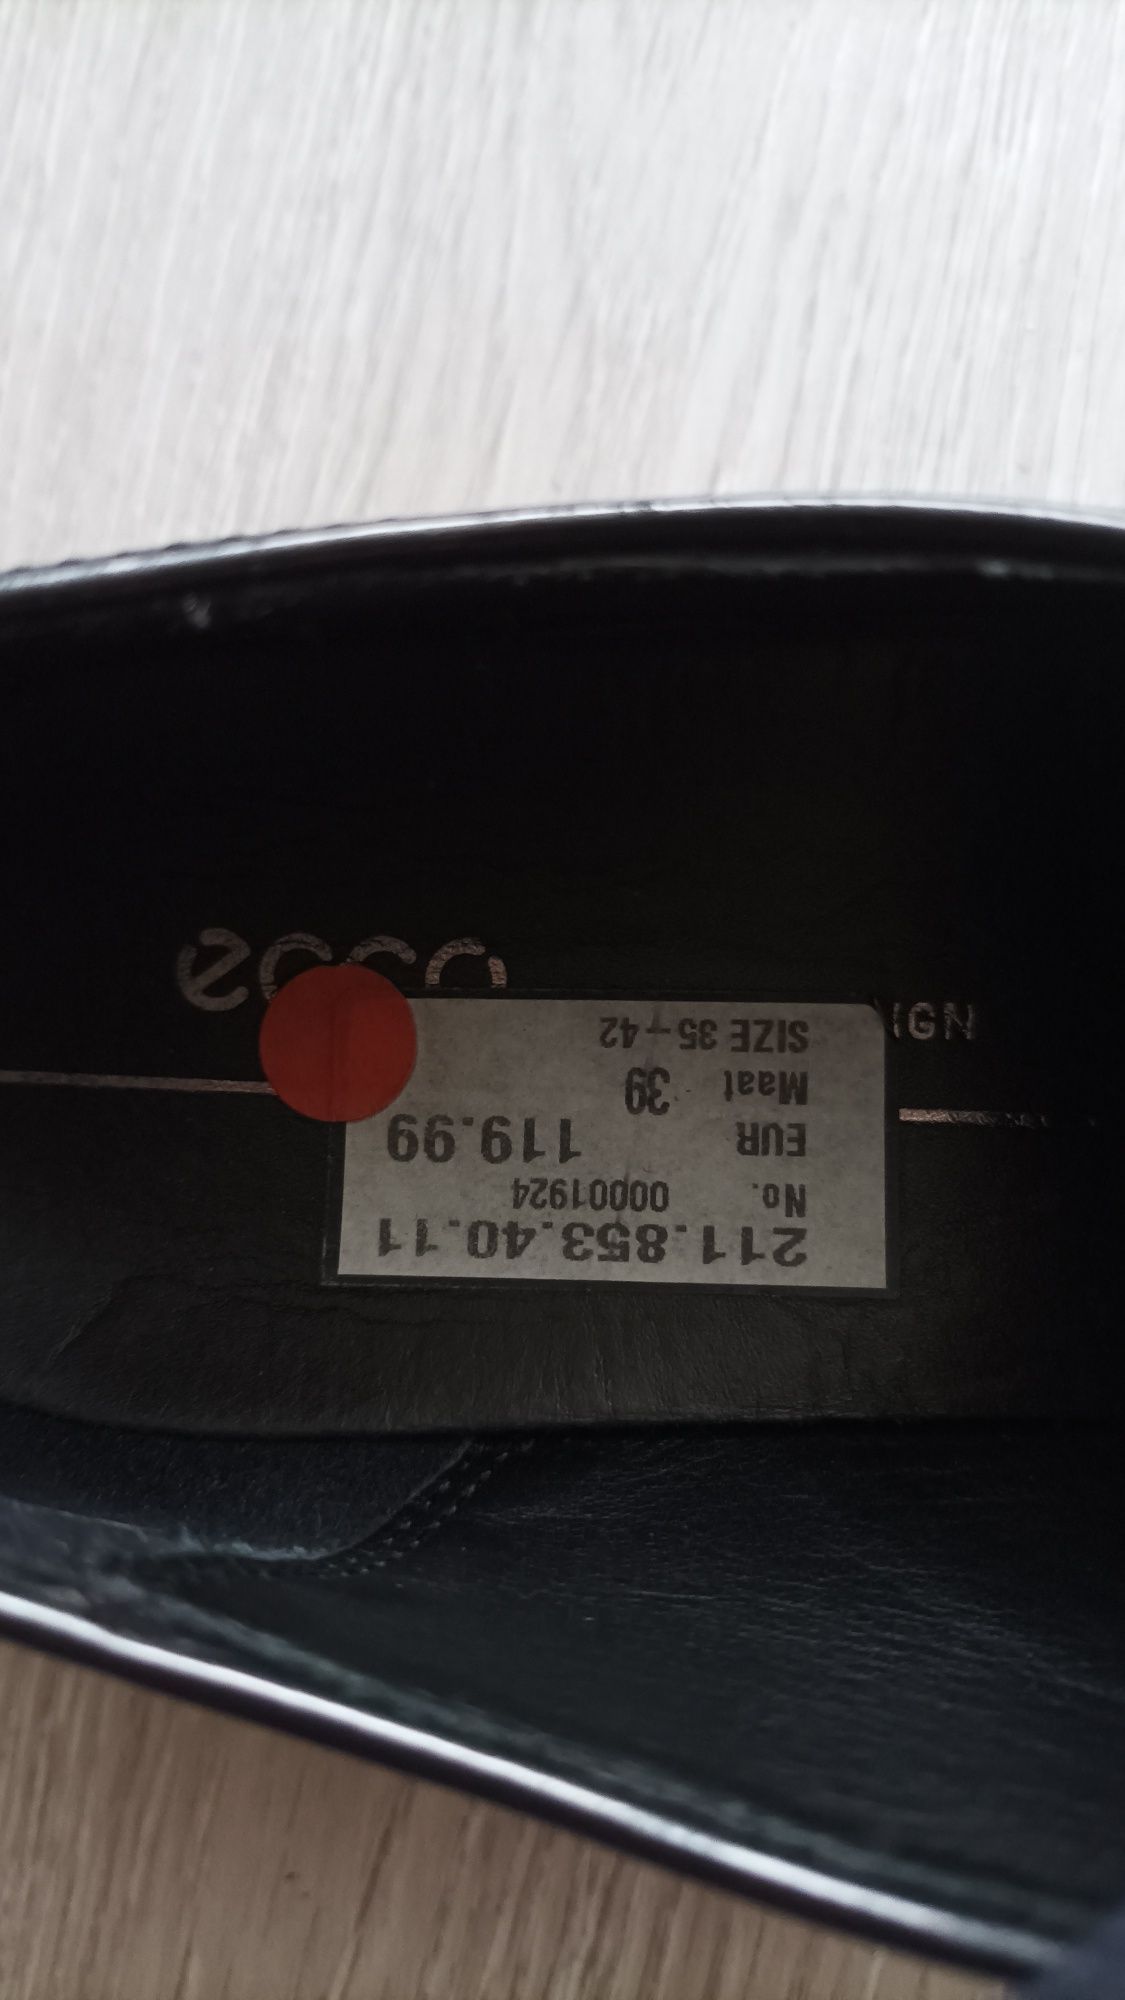 ecco
IGN
211.853.40.11
No. 00001924
EUR 119.99
Maat 39
SIZE 35-42